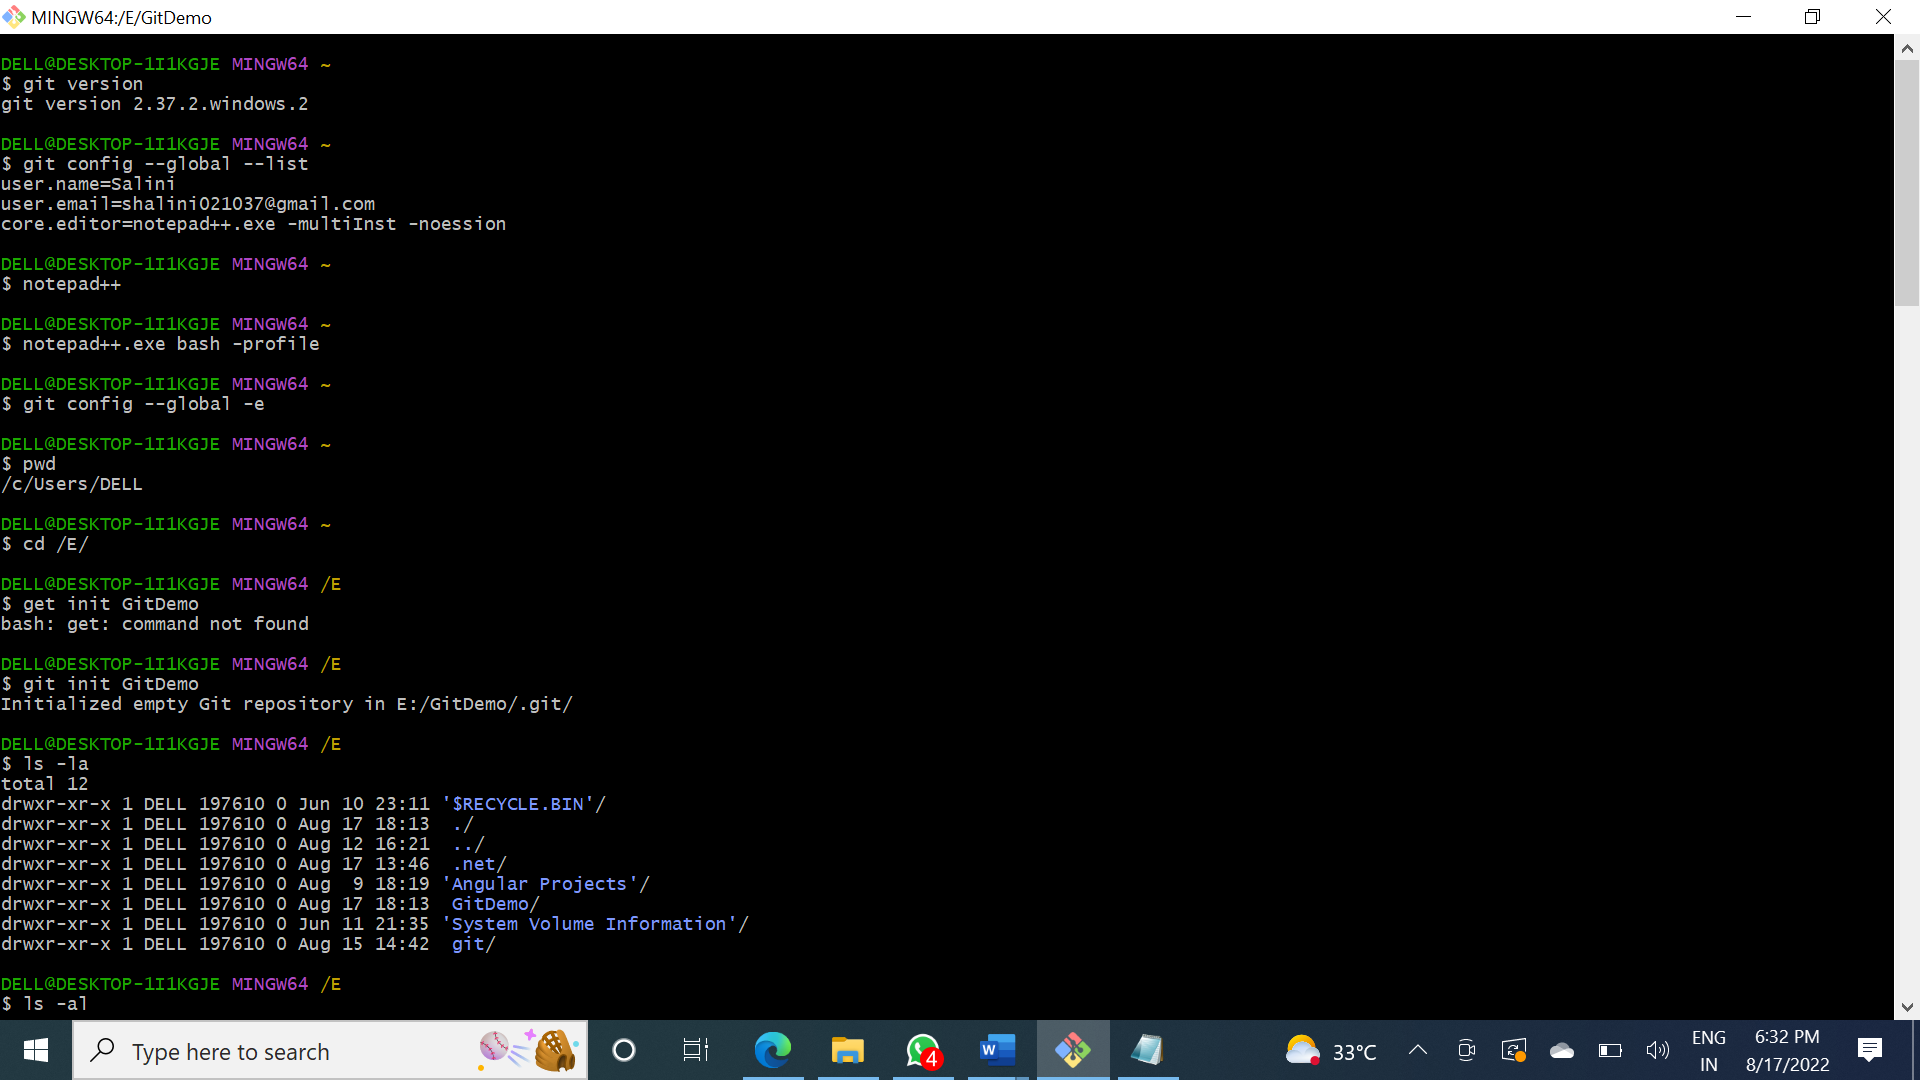 MINGW64:/E/GitDemo
DELL@DESKTOP-1I1KGJE MINGW64 ~
$ git version
git version 2.37.2.windows.2
DELL@DESKTOP-1I1KGJE MINGW64 ~
$ git config --global --list
user.name=Salini
user.email=shalini021037@gmail.com
core.editor=notepad++.exe -multiInst -noession
DELL@DESKTOP-1I1KGJE MINGW64 ~
$ notepad++
DELL@DESKTOP-1I1KGJE MINGW64 ~
$ notepad++.exe bash -profile
DELL@DESKTOP-1I1KGJE MINGW64 ~
$ git config --global -e
DELL@DESKTOP-1I1KGJE MINGW64 ~
$ pwd
/c/Users/DELL
DELL@DESKTOP-1I1KGJE MINGW64 ~
$ cd /E/
DELL@DESKTOP-1I1KGJE MINGW64 /E
$ get init GitDemo
bash: get: command not found
DELL@DESKTOP-1I1KGJE MINGW64 /E
$ git init GitDemo
Initialized empty Git repository in E:/GitDemo/.git/
DELL@DESKTOP-1I1KGJE MINGW64 /E
$ ls -la
total 12
drwxr-xr-x 1 DELL 197610 0 Jun 10 23:11 '$RECYCLE.BIN'/
drwxr-xr-x 1 DELL 197610 0 Aug 17 18:13  ./
drwxr-xr-x 1 DELL 197610 0 Aug 12 16:21  ../
drwxr-xr-x 1 DELL 197610 0 Aug 17 13:46  .net/
drwxr-xr-x 1 DELL 197610 0 Aug  9 18:19 'Angular Projects'/
drwxr-xr-x 1 DELL 197610 0 Aug 17 18:13  GitDemo/
drwxr-xr-x 1 DELL 197610 0 Jun 11 21:35 'System Volume Information'/
drwxr-xr-x 1 DELL 197610 0 Aug 15 14:42  git/
DELL@DESKTOP-1I1KGJE MINGW64 /E
$ ls -al
Type here to search
W
4
33°C
ENG
IN
6:32 PM
8/17/2022